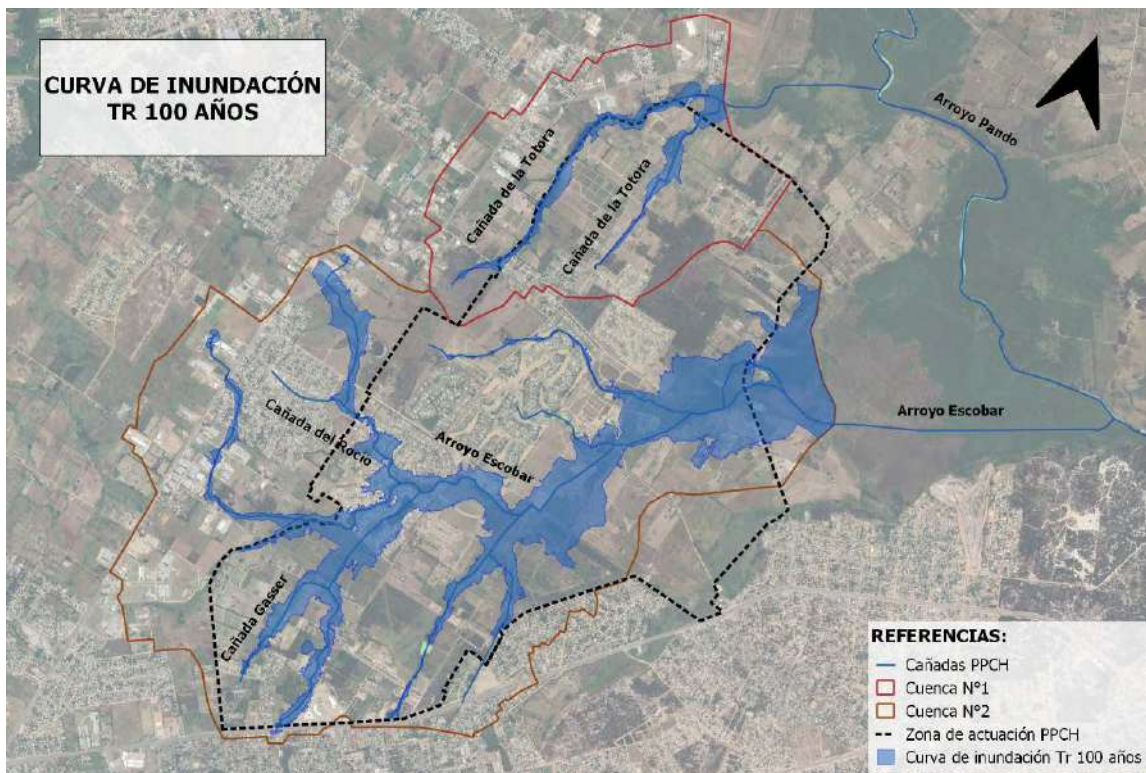 CURVA DE INUNDACIÓN
TR 100 AÑOS
Arroyo Pando
Cañada de la Totora
Cañada de la Totora
Cañada del Rocío
Arroyo Escobar
Arroyo Escobar
Cañada Gasser
REFERENCIAS:
Cañadas PPCH
Cuenca N°1
Cuenca N°2
Zona de actuación PPCH
Curva de inundación Tr 100 años